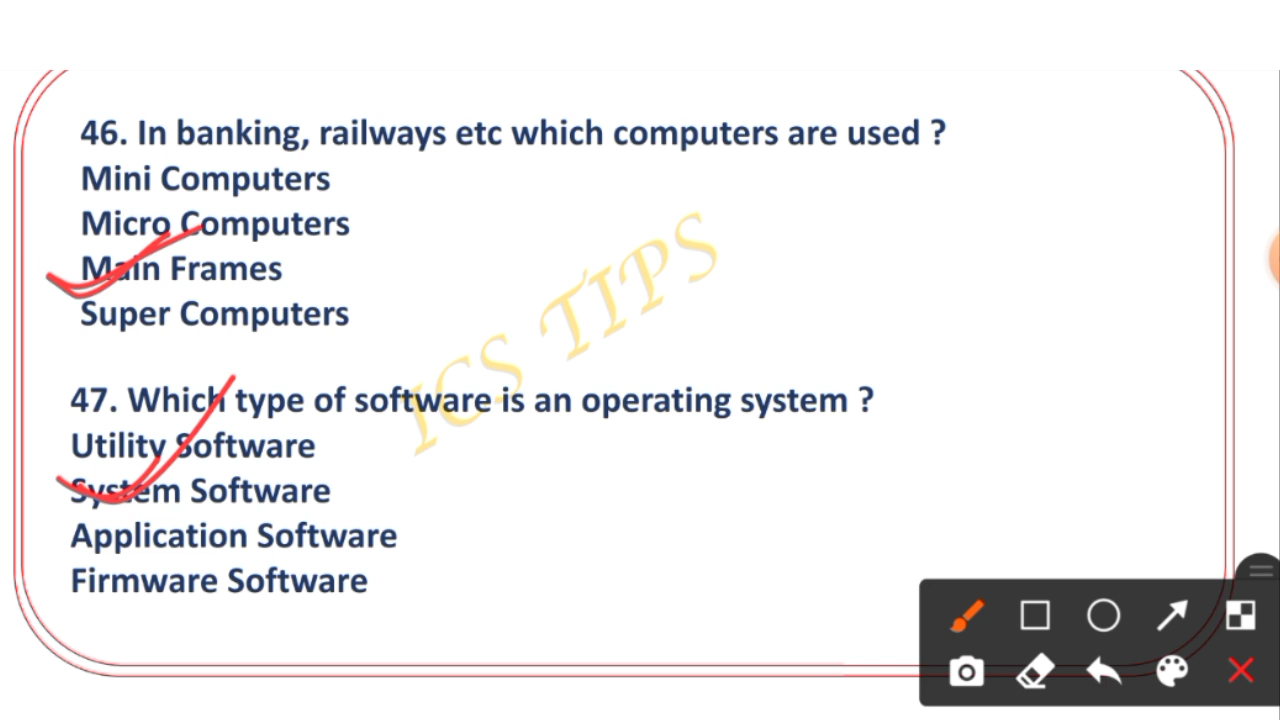 46. In banking, railways etc which computers are used ?
Mini Computers
Micro Computers
Main Frames
Super Computers
ICS TIPS
47. Which type of software is an operating system ?
Utility Software
System Software
Application Software
Firmware Software